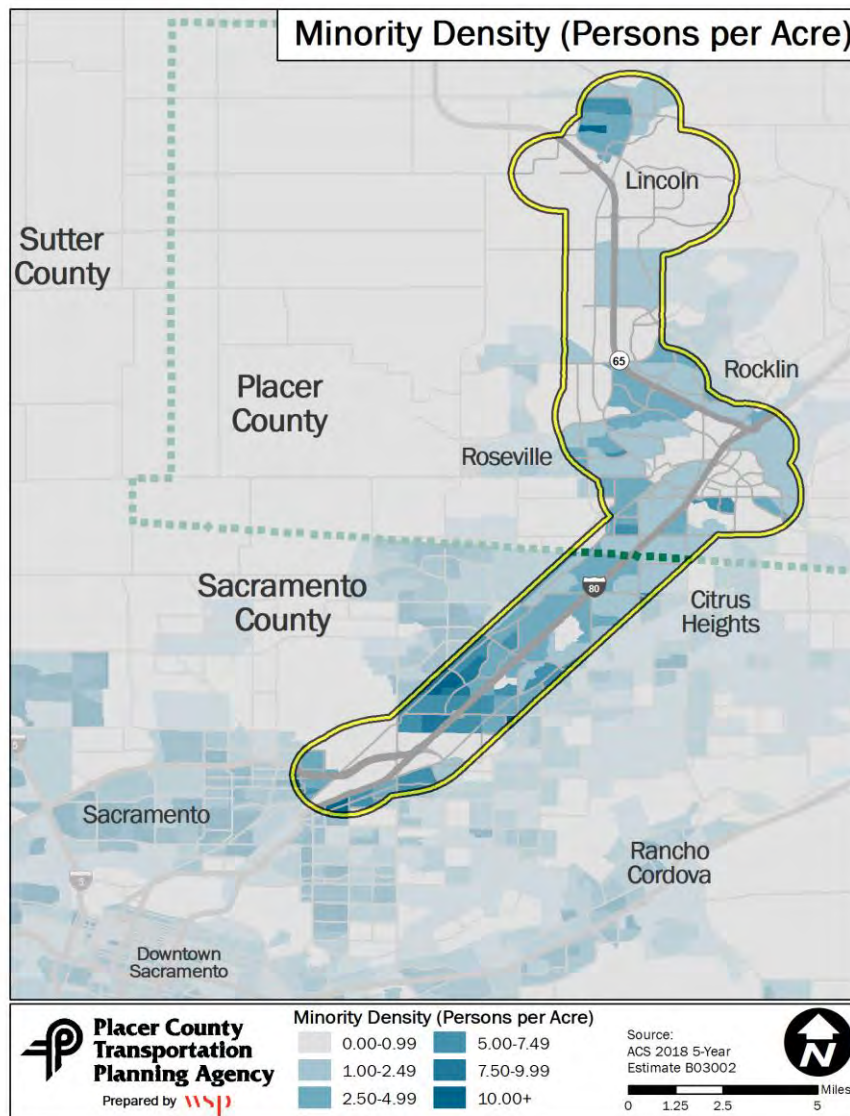 Minority Density (Persons per Acre)
Lincoln
Sutter
County
65
Rocklin
Placer
County
Roseville
Sacramento
County
80
Citrus
Heights
5
Sacramento
Rancho
Cordova
5
Downtown
Sacramento
Placer County
Transportation
Planning Agency
Prepared by wsp
Minority Density (Persons per Acre)
0.00-0.99
1.00-2.49
2.50-4.99
5.00-7.49
7.50-9.99
10.00+
Source:
ACS 2018 5-Year
Estimate B03002
N
Miles
0 1.25 2.5 5